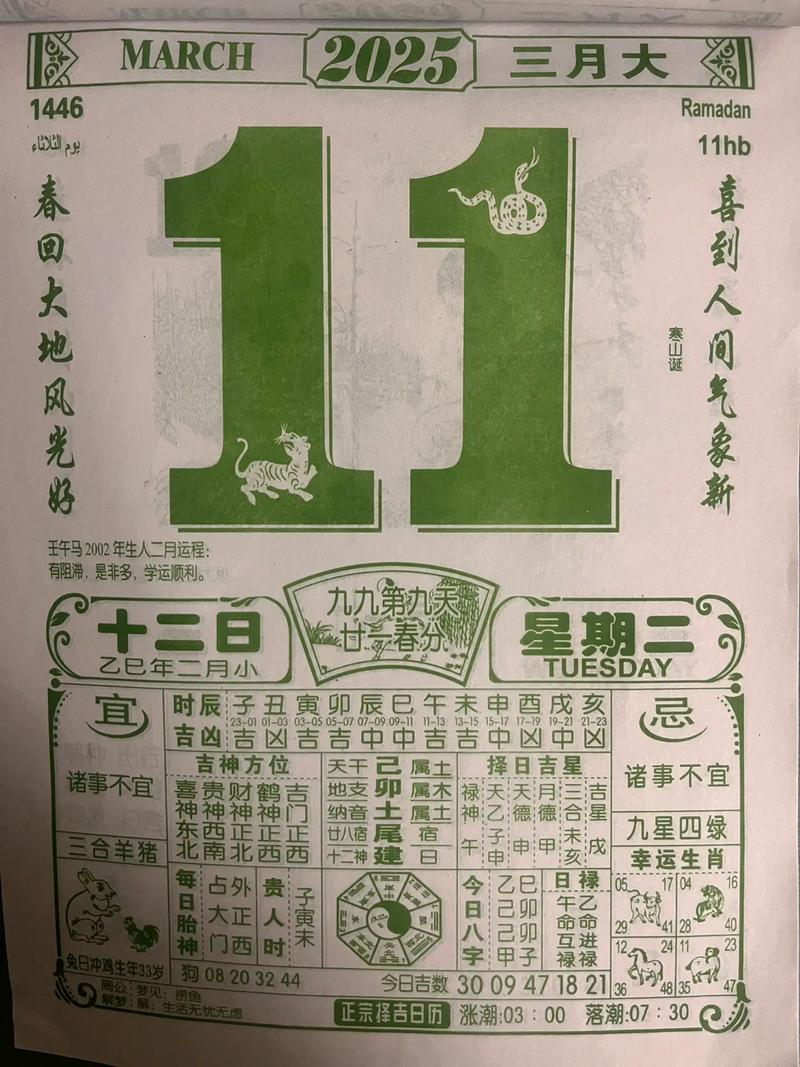 MARCH 2025 三月大
1446
Ramadan
يوم الثلاثاء
11hb
11
春回大地风光好
喜到人间气象新
寒山诞
壬午马2002年生人二月运程:
有阻滞,是非多,学运顺利。
九九第九天
廿一春分
十二日
乙巳年二月小
星期二
TUESDAY
宜
诸事不宜
时辰 子 丑 寅 卯 辰 巳 午 未 申 酉 戌 亥
23-01 01-03 03-05 05-07 07-09 09-11 11-13 13-15 15-17 17-19 19-21 21-23
吉凶 吉 凶 吉 吉 中 中 吉 吉 中 凶 中 凶
忌
诸事不宜
吉神方位
喜神东北
贵神西南
财神正北
鹤神正西
吉门西
天干 己 属土
地支 卯 属木
纳音 土 属土
廿八宿 尾 宿
十二神 建 日
择日吉星
禄神 午
天乙 子申
天德 申
月德 甲
三合 未亥
吉星 戌
九星四绿
三合羊猪
兔日冲鸡生年33岁
每日胎神
占大门
外正西
贵人时
子寅未
今日八字
乙巳
己卯
己卯
甲子
日禄
午命互禄
乙命进禄
幸运生肖
05 17 29 41
04 16 28 40
12 24 36 48
11 23 35 47
狗 08 20 32 44
今日吉数 30 09 47 18 21
周公解梦
梦见:捞鱼
解:生活无忧无虑
正宗择吉日历
涨潮:03:00 落潮:07:30